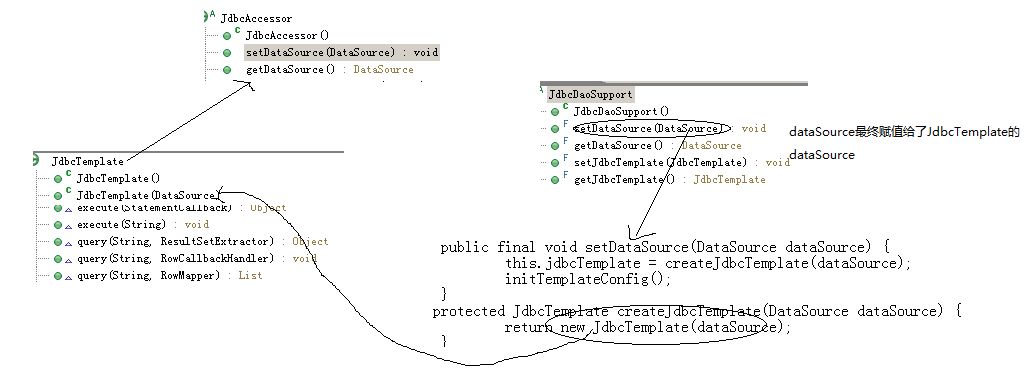 JdbcAccessor
JdbcAccessor()
setDataSource(DataSource) : void
getDataSource() : DataSource
JdbcDaoSupport
JdbcDaoSupport()
setDataSource(DataSource) : void
getDataSource() : DataSource
setJdbcTemplate(JdbcTemplate) : void
getJdbcTemplate() : JdbcTemplate
dataSource最终赋值给了JdbcTemplate的
dataSource
JdbcTemplate
JdbcTemplate()
JdbcTemplate(DataSource)
execute(StatementCallback) : Object
execute(String) : void
query(String, ResultSetExtractor) : Object
query(String, RowCallbackHandler) : void
query(String, RowMapper) : List
public final void setDataSource(DataSource dataSource) {
this.jdbcTemplate = createJdbcTemplate(dataSource);
initTemplateConfig();
}
protected JdbcTemplate createJdbcTemplate(DataSource dataSource) {
return new JdbcTemplate(dataSource);
}